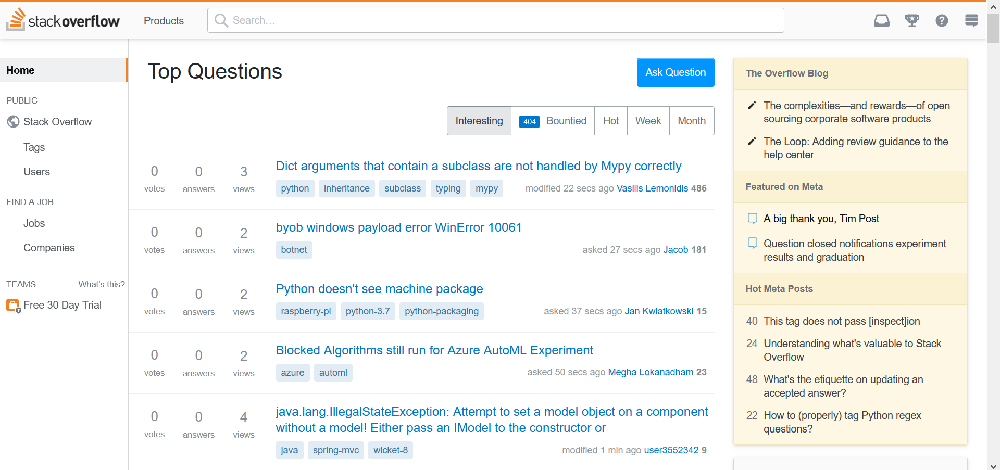 stackoverflow
Products
Search...
Home
PUBLIC
Stack Overflow
Tags
Users
FIND A JOB
Jobs
Companies
TEAMS What's this?
Free 30 Day Trial
Top Questions
Ask Question
Interesting 404 Bountied Hot Week Month
0 votes 0 answers 3 views
Dict arguments that contain a subclass are not handled by Mypy correctly
python inheritance subclass typing mypy
modified 22 secs ago Vasilis Lemonidis 486
0 votes 0 answers 2 views
byob windows payload error WinError 10061
botnet
asked 27 secs ago Jacob 181
0 votes 0 answers 2 views
Python doesn't see machine package
raspberry-pi python-3.7 python-packaging
asked 37 secs ago Jan Kwiatkowski 15
0 votes 0 answers 2 views
Blocked Algorithms still run for Azure AutoML Experiment
azure automl
asked 50 secs ago Megha Lokanadham 23
0 votes 0 answers 4 views
java.lang.IllegalStateException: Attempt to set a model object on a component
without a model! Either pass an IModel to the constructor or
java spring-mvc wicket-8
modified 1 min ago user3552342 9
The Overflow Blog
The complexities—and rewards—of open
sourcing corporate software products
The Loop: Adding review guidance to the
help center
Featured on Meta
A big thank you, Tim Post
Question closed notifications experiment
results and graduation
Hot Meta Posts
40 This tag does not pass [inspect]ion
24 Understanding what's valuable to Stack
Overflow
48 What's the etiquette on updating an
accepted answer?
22 How to (properly) tag Python regex
questions?